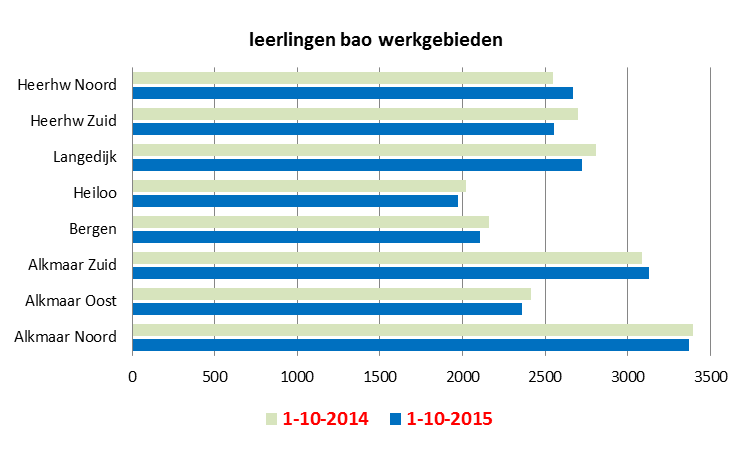 leerlingen bao werkgebieden
Heerhw Noord
Heerhw Zuid
Langedijk
Heiloo
Bergen
Alkmaar Zuid
Alkmaar Oost
Alkmaar Noord
0 500 1000 1500 2000 2500 3000 3500
1-10-2014 1-10-2015